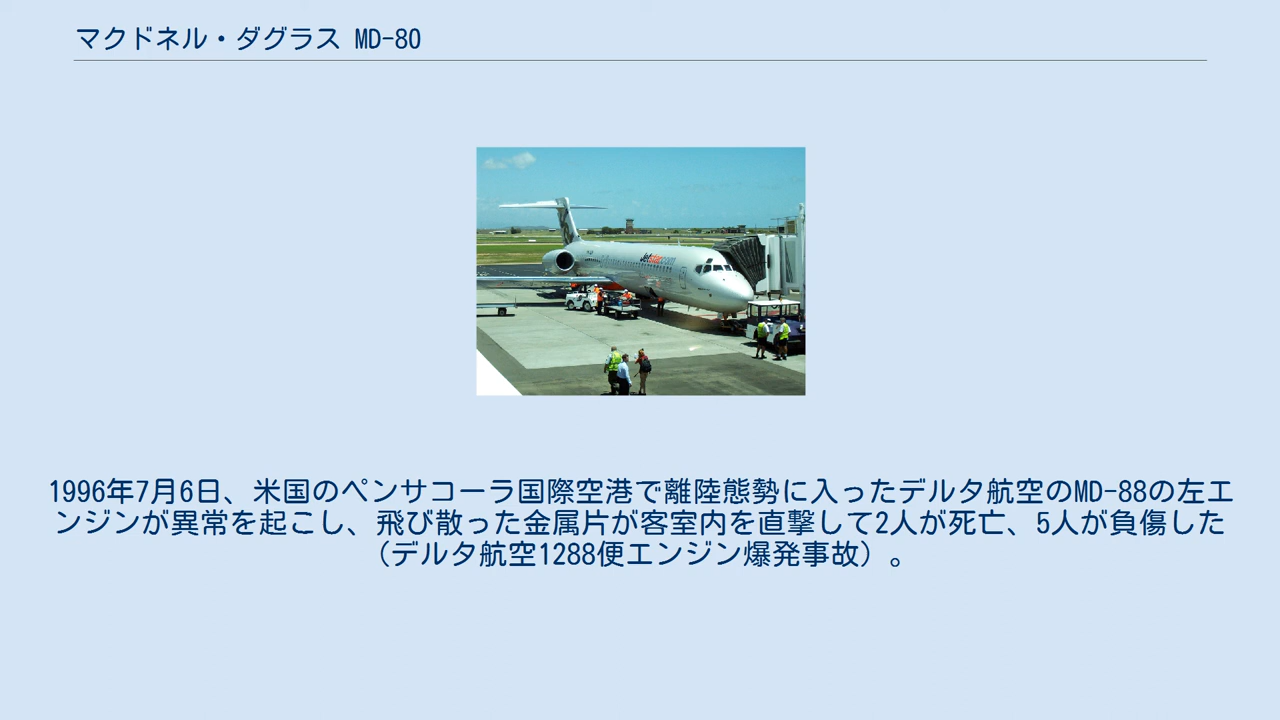 マクドネル・ダグラス MD-80
Jetstar.com
1996年7月6日、米国のペンサコーラ国際空港で離陸態勢に入ったデルタ航空のMD-88の左エ
ンジンが異常を起こし、飛び散った金属片が客室内を直撃して2人が死亡、5人が負傷した
（デルタ航空1288便エンジン爆発事故）。